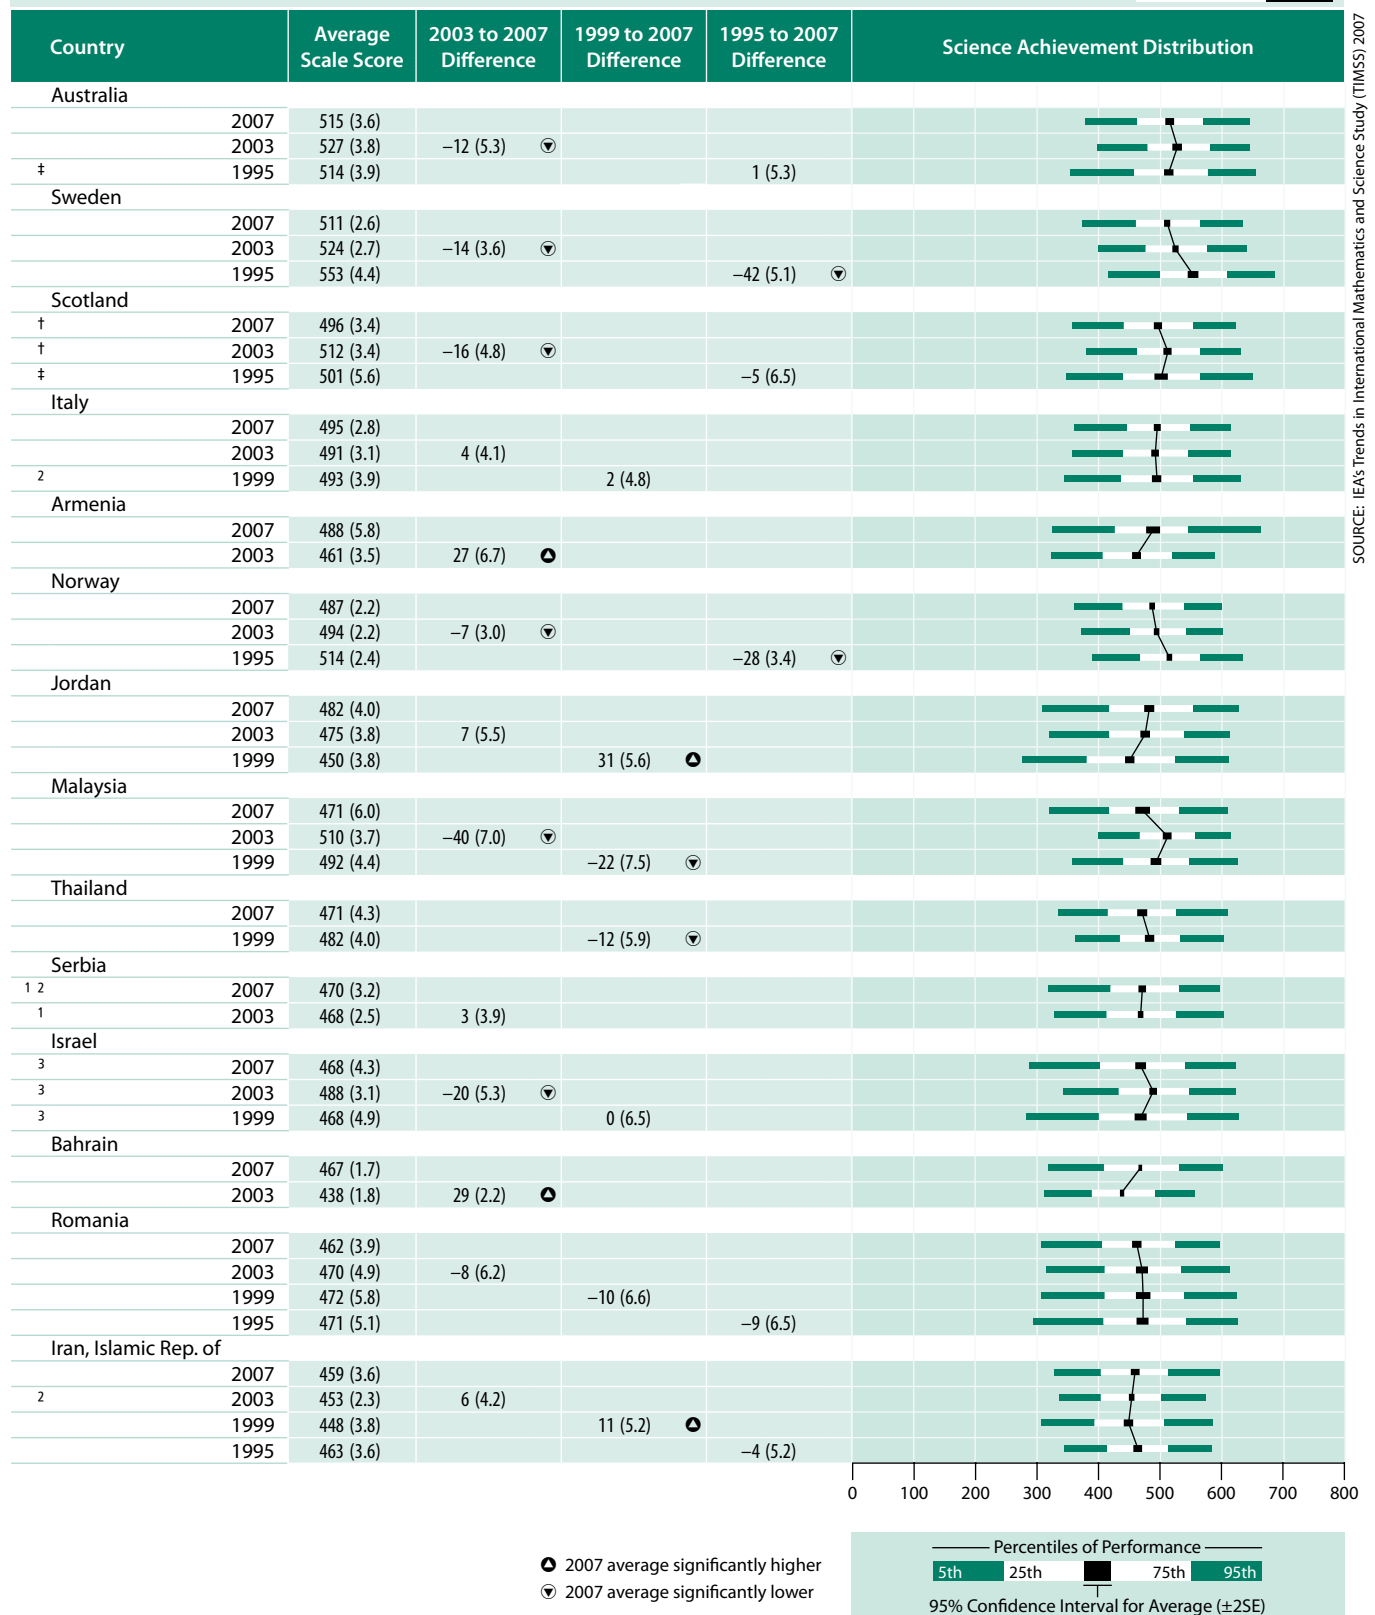 Country Average Scale Score 2003 to 2007 Difference 1999 to 2007 Difference 1995 to 2007 Difference Science Achievement Distribution
Australia
2007 515 (3.6)
2003 527 (3.8) −12 (5.3) ▼
‡ 1995 514 (3.9) 1 (5.3)
Sweden
2007 511 (2.6)
2003 524 (2.7) −14 (3.6) ▼
1995 553 (4.4) −42 (5.1) ▼
Scotland
† 2007 496 (3.4)
† 2003 512 (3.4) −16 (4.8) ▼
‡ 1995 501 (5.6) −5 (6.5)
Italy
2007 495 (2.8)
2003 491 (3.1) 4 (4.1)
2 1999 493 (3.9) 2 (4.8)
Armenia
2007 488 (5.8)
2003 461 (3.5) 27 (6.7) ▲
Norway
2007 487 (2.2)
2003 494 (2.2) −7 (3.0) ▼
1995 514 (2.4) −28 (3.4) ▼
Jordan
2007 482 (4.0)
2003 475 (3.8) 7 (5.5)
1999 450 (3.8) 31 (5.6) ▲
Malaysia
2007 471 (6.0)
2003 510 (3.7) −40 (7.0) ▼
1999 492 (4.4) −22 (7.5) ▼
Thailand
2007 471 (4.3)
1999 482 (4.0) −12 (5.9) ▼
Serbia
1 2 2007 470 (3.2)
1 2003 468 (2.5) 3 (3.9)
Israel
3 2007 468 (4.3)
3 2003 488 (3.1) −20 (5.3) ▼
3 1999 468 (4.9) 0 (6.5)
Bahrain
2007 467 (1.7)
2003 438 (1.8) 29 (2.2) ▲
Romania
2007 462 (3.9)
2003 470 (4.9) −8 (6.2)
1999 472 (5.8) −10 (6.6)
1995 471 (5.1) −9 (6.5)
Iran, Islamic Rep. of
2007 459 (3.6)
2 2003 453 (2.3) 6 (4.2)
1999 448 (3.8) 11 (5.2) ▲
1995 463 (3.6) −4 (5.2)
0 100 200 300 400 500 600 700 800
▲ 2007 average significantly higher
▼ 2007 average significantly lower
Percentiles of Performance
5th 25th 75th 95th
95% Confidence Interval for Average (±2SE)
SOURCE: IEA's Trends in International Mathematics and Science Study (TIMSS) 2007